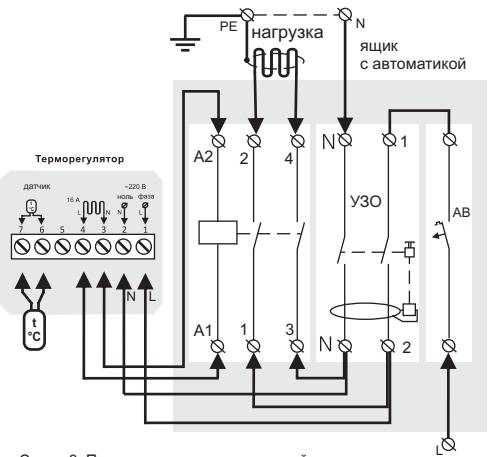 PE
N
нагрузка
ящик
с автоматикой
A2 2 4 N 1
Терморегулятор
датчик ~220 В
16 А ноль фаза
t °C L N N L
7 6 5 4 3 2 1
УЗО
АВ
N L
t
°C
A1 1 3 N 2
L